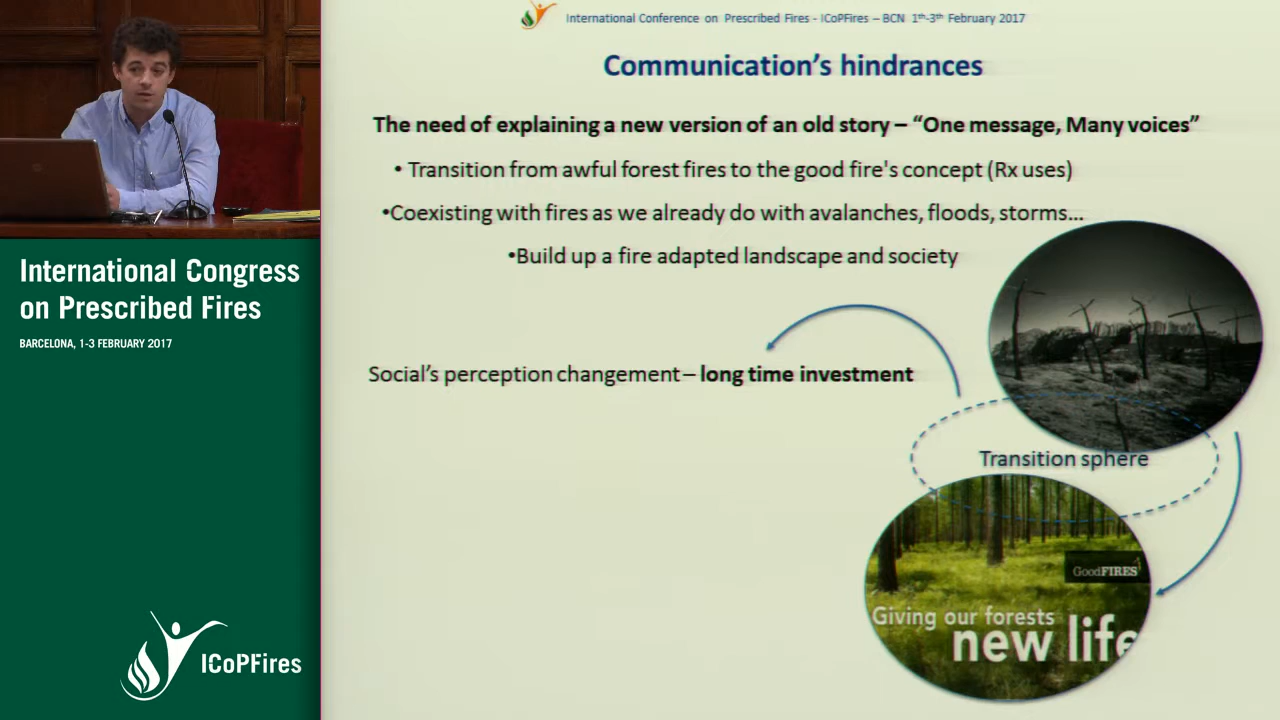 International Conference on Prescribed Fires - ICoPFires – BCN 1st-3th February 2017
Communication's hindrances
The need of explaining a new version of an old story – “One message, Many voices”
• Transition from awful forest fires to the good fire's concept (Rx uses)
•Coexisting with fires as we already do with avalanches, floods, storms...
•Build up a fire adapted landscape and society
Social's perception changement – long time investment
Transition sphere
GoodFIRES
Giving our forests
new life
International Congress
on Prescribed Fires
BARCELONA, 1-3 FEBRUARY 2017
ICoPFires